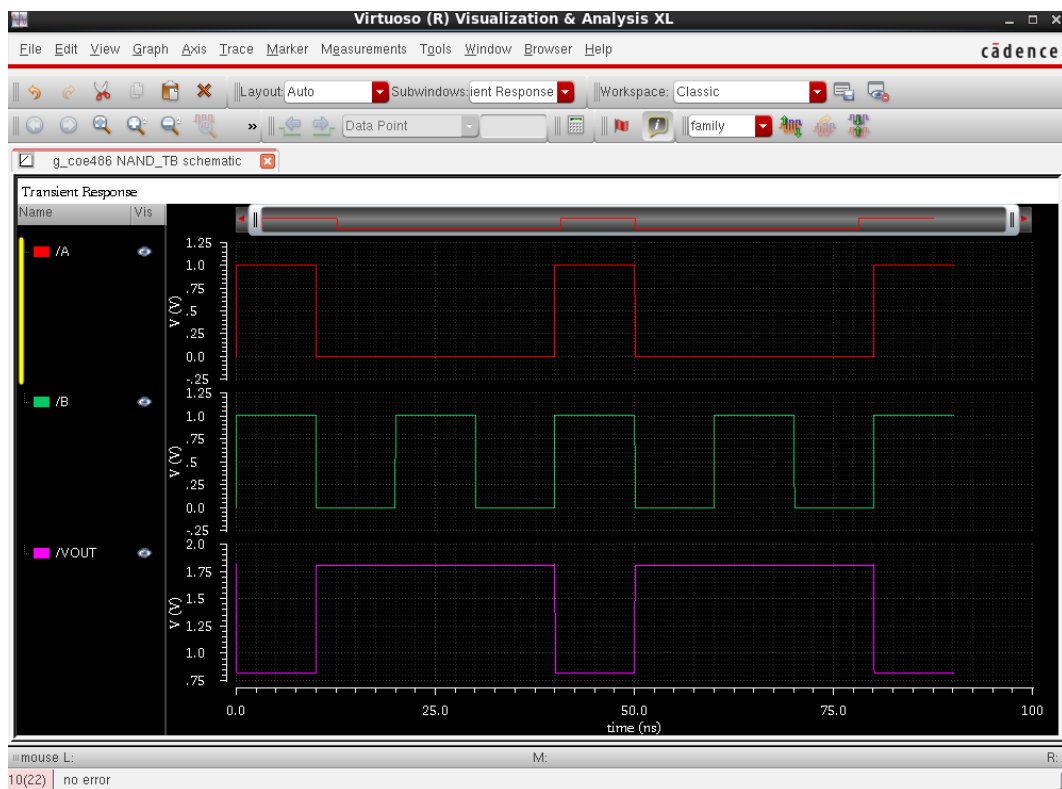 Virtuoso (R) Visualization & Analysis XL
File Edit View Graph Axis Trace Marker Measurements Tools Window Browser Help
cādence
Layout: Auto Subwindows: ient Response Workspace: Classic
» Data Point family
g_coe486 NAND_TB schematic
Transient Response
Name Vis
/A
1.25
1.0
.75
.5
.25
0.0
-.25
V (V)
/B
1.25
1.0
.75
.5
.25
0.0
-.25
V (V)
/VOUT
2.0
1.75
1.5
1.25
1.0
.75
V (V)
0.0 25.0 50.0 75.0 100
time (ns)
mouse L: M: R:
10(22) no error